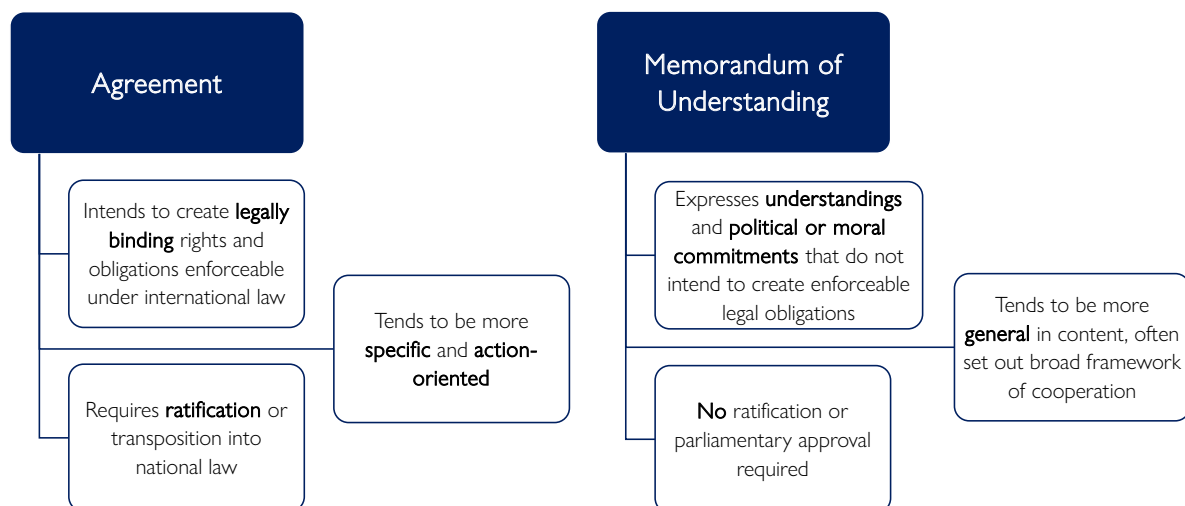 Agreement
Intends to create legally
binding rights and
obligations enforceable
under international law
Tends to be more
specific and action-
oriented
Requires ratification or
transposition into
national law
Memorandum of
Understanding
Expresses understandings
and political or moral
commitments that do not
intend to create enforceable
legal obligations
Tends to be more
general in content, often
set out broad framework
of cooperation
No ratification or
parliamentary approval
required